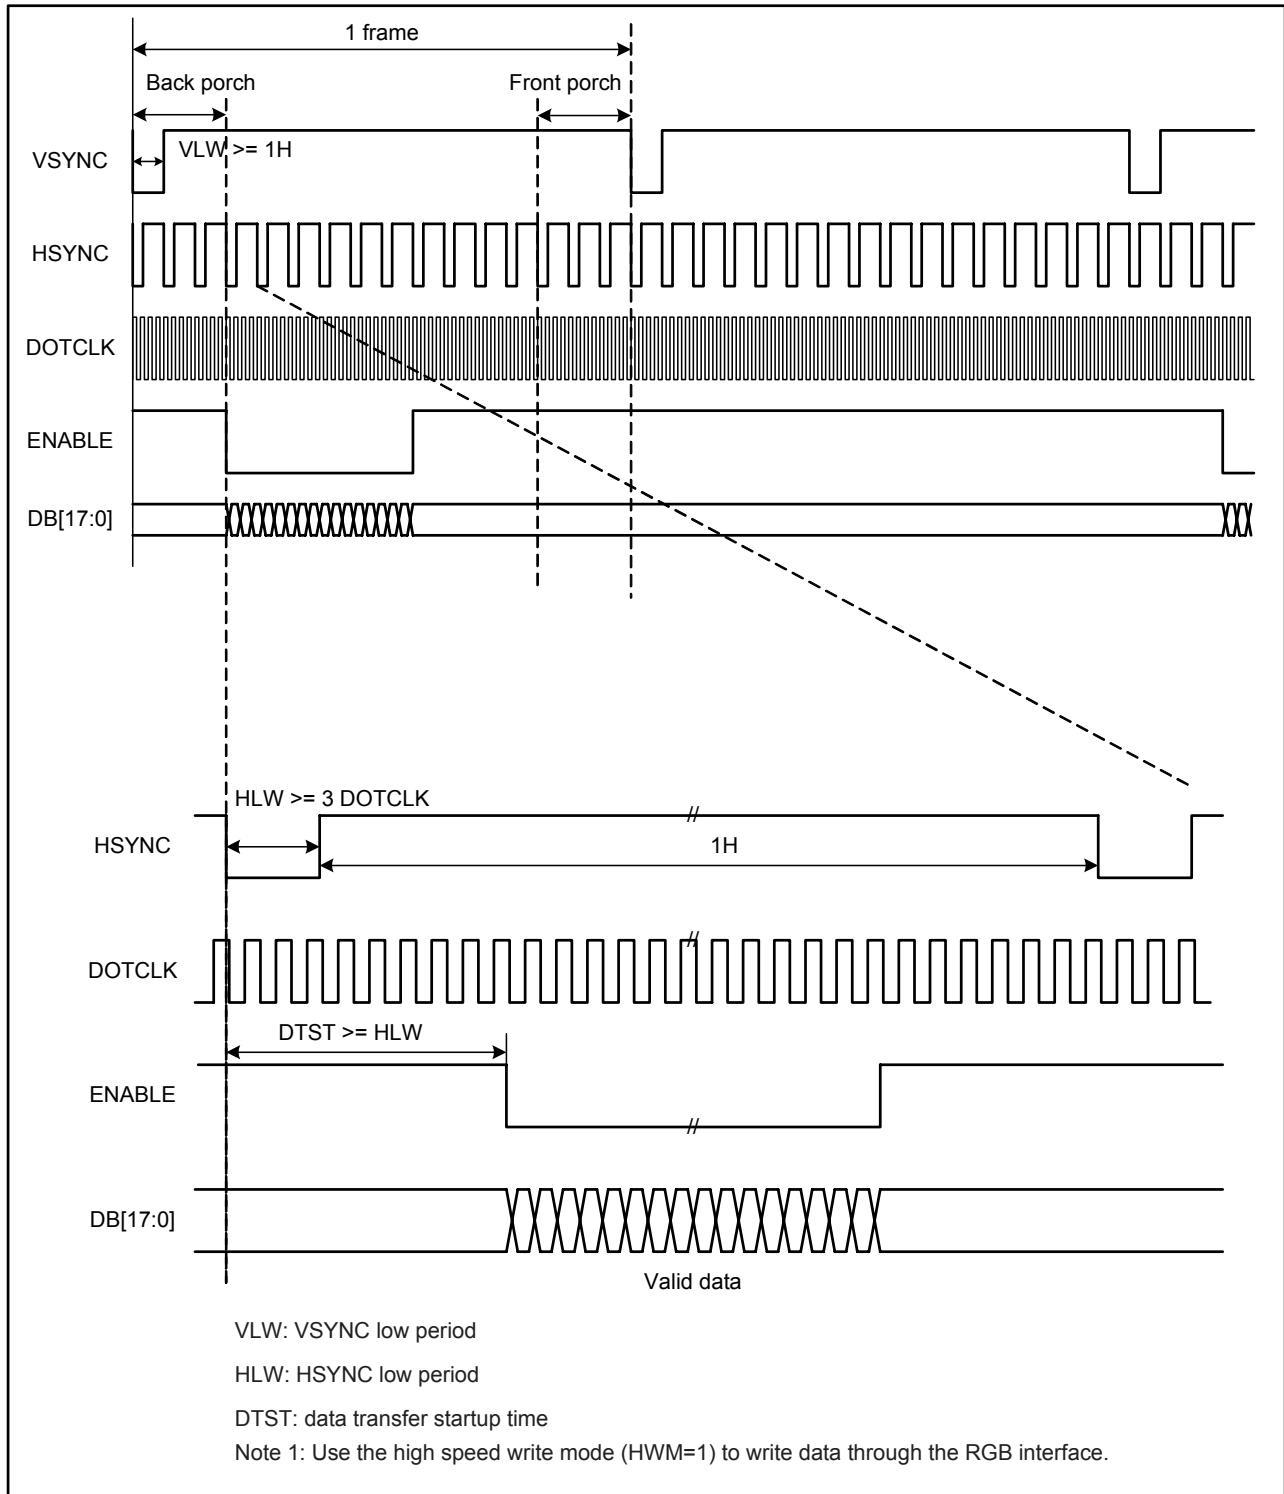 1 frame
Back porch
Front porch
VLW >= 1H
VSYNC
HSYNC
DOTCLK
ENABLE
DB[17:0]
HLW >= 3 DOTCLK
//
HSYNC
1H
//
DOTCLK
DTST >= HLW
ENABLE
//
DB[17:0]
Valid data
VLW: VSYNC low period
HLW: HSYNC low period
DTST: data transfer startup time
Note 1: Use the high speed write mode (HWM=1) to write data through the RGB interface.